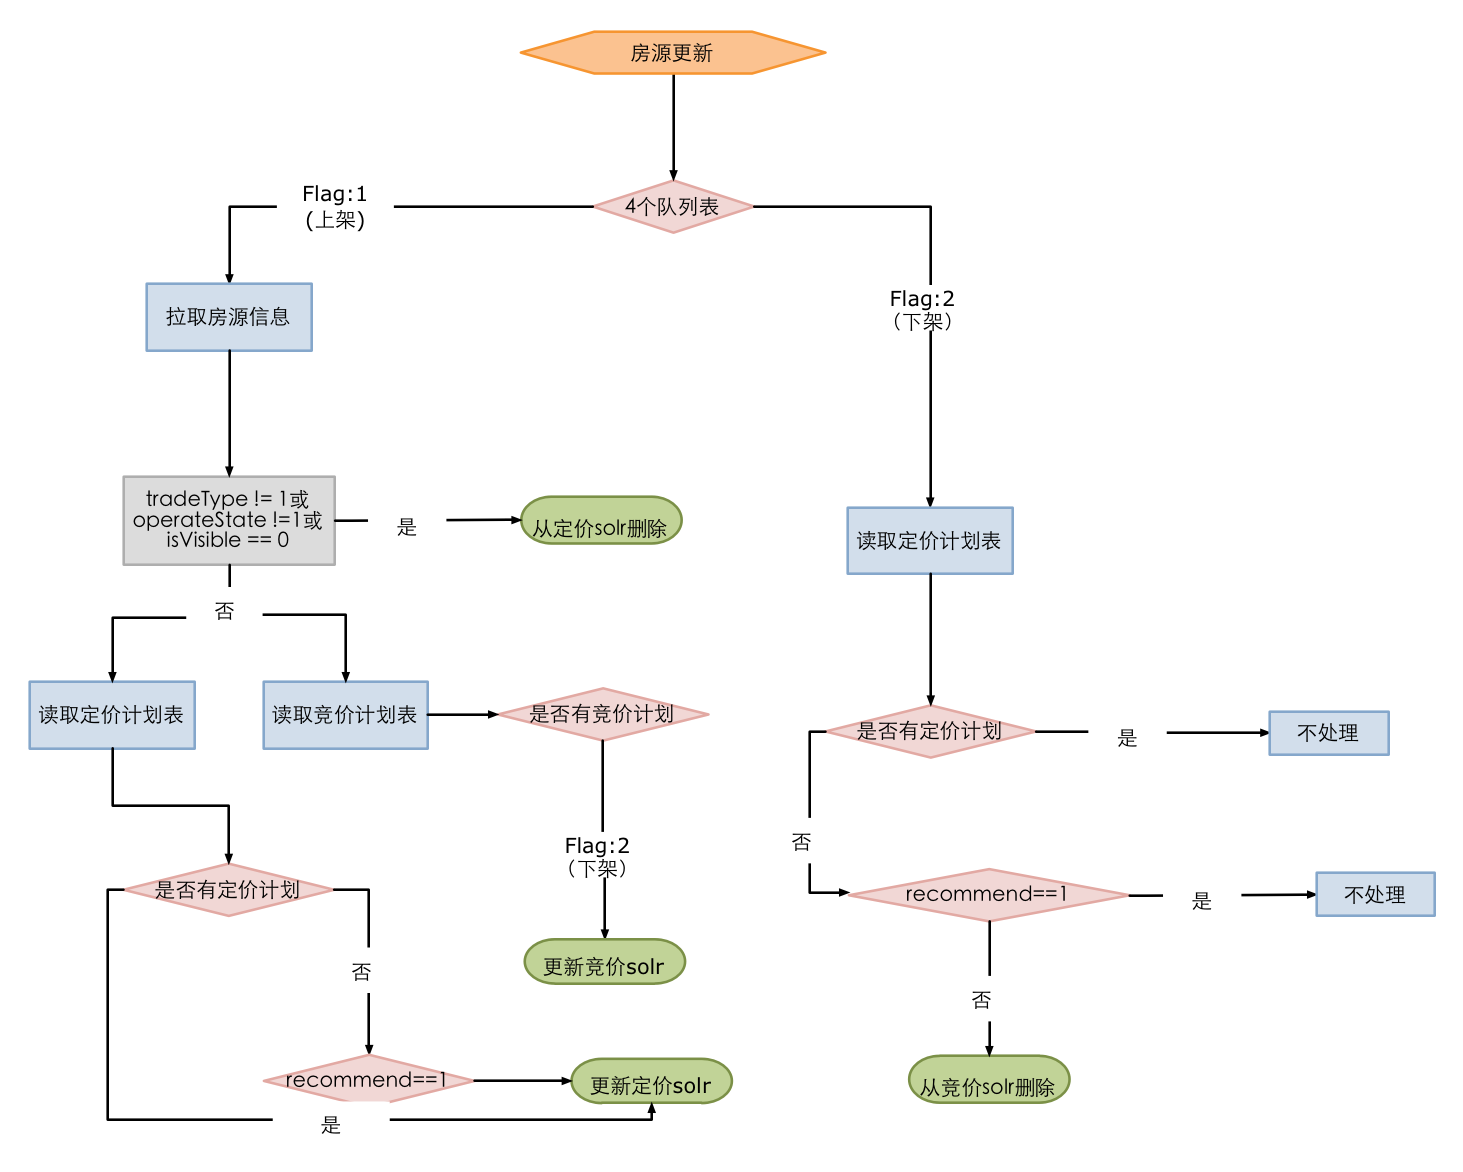 房源更新
4个队列表
Flag:1
(上架)
拉取房源信息
Flag:2
（下架）
tradeType != 1或
operateState !=1或
isVisible == 0
是
从定价solr删除
读取定价计划表
否
读取定价计划表
读取竞价计划表
是否有竞价计划
是否有定价计划
是
不处理
Flag:2
（下架）
否
是否有定价计划
recommend==1
是
不处理
否
更新竞价solr
否
recommend==1
更新定价solr
从竞价solr删除
是